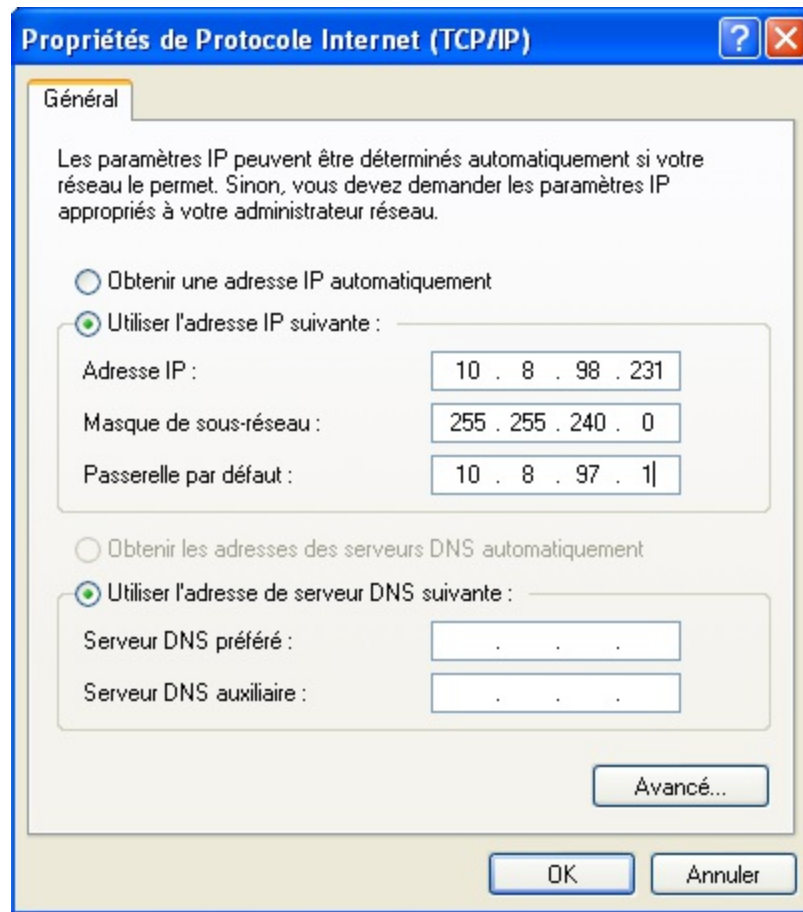 Propriétés de Protocole Internet (TCP/IP)
Général
Les paramètres IP peuvent être déterminés automatiquement si votre
réseau le permet. Sinon, vous devez demander les paramètres IP
appropriés à votre administrateur réseau.
Obtenir une adresse IP automatiquement
Utiliser l'adresse IP suivante :
Adresse IP : 10 . 8 . 98 . 231
Masque de sous-réseau : 255 . 255 . 240 . 0
Passerelle par défaut : 10 . 8 . 97 . 1
Obtenir les adresses des serveurs DNS automatiquement
Utiliser l'adresse de serveur DNS suivante :
Serveur DNS préféré : . . .
Serveur DNS auxiliaire : . . .
Avancé...
OK Annuler